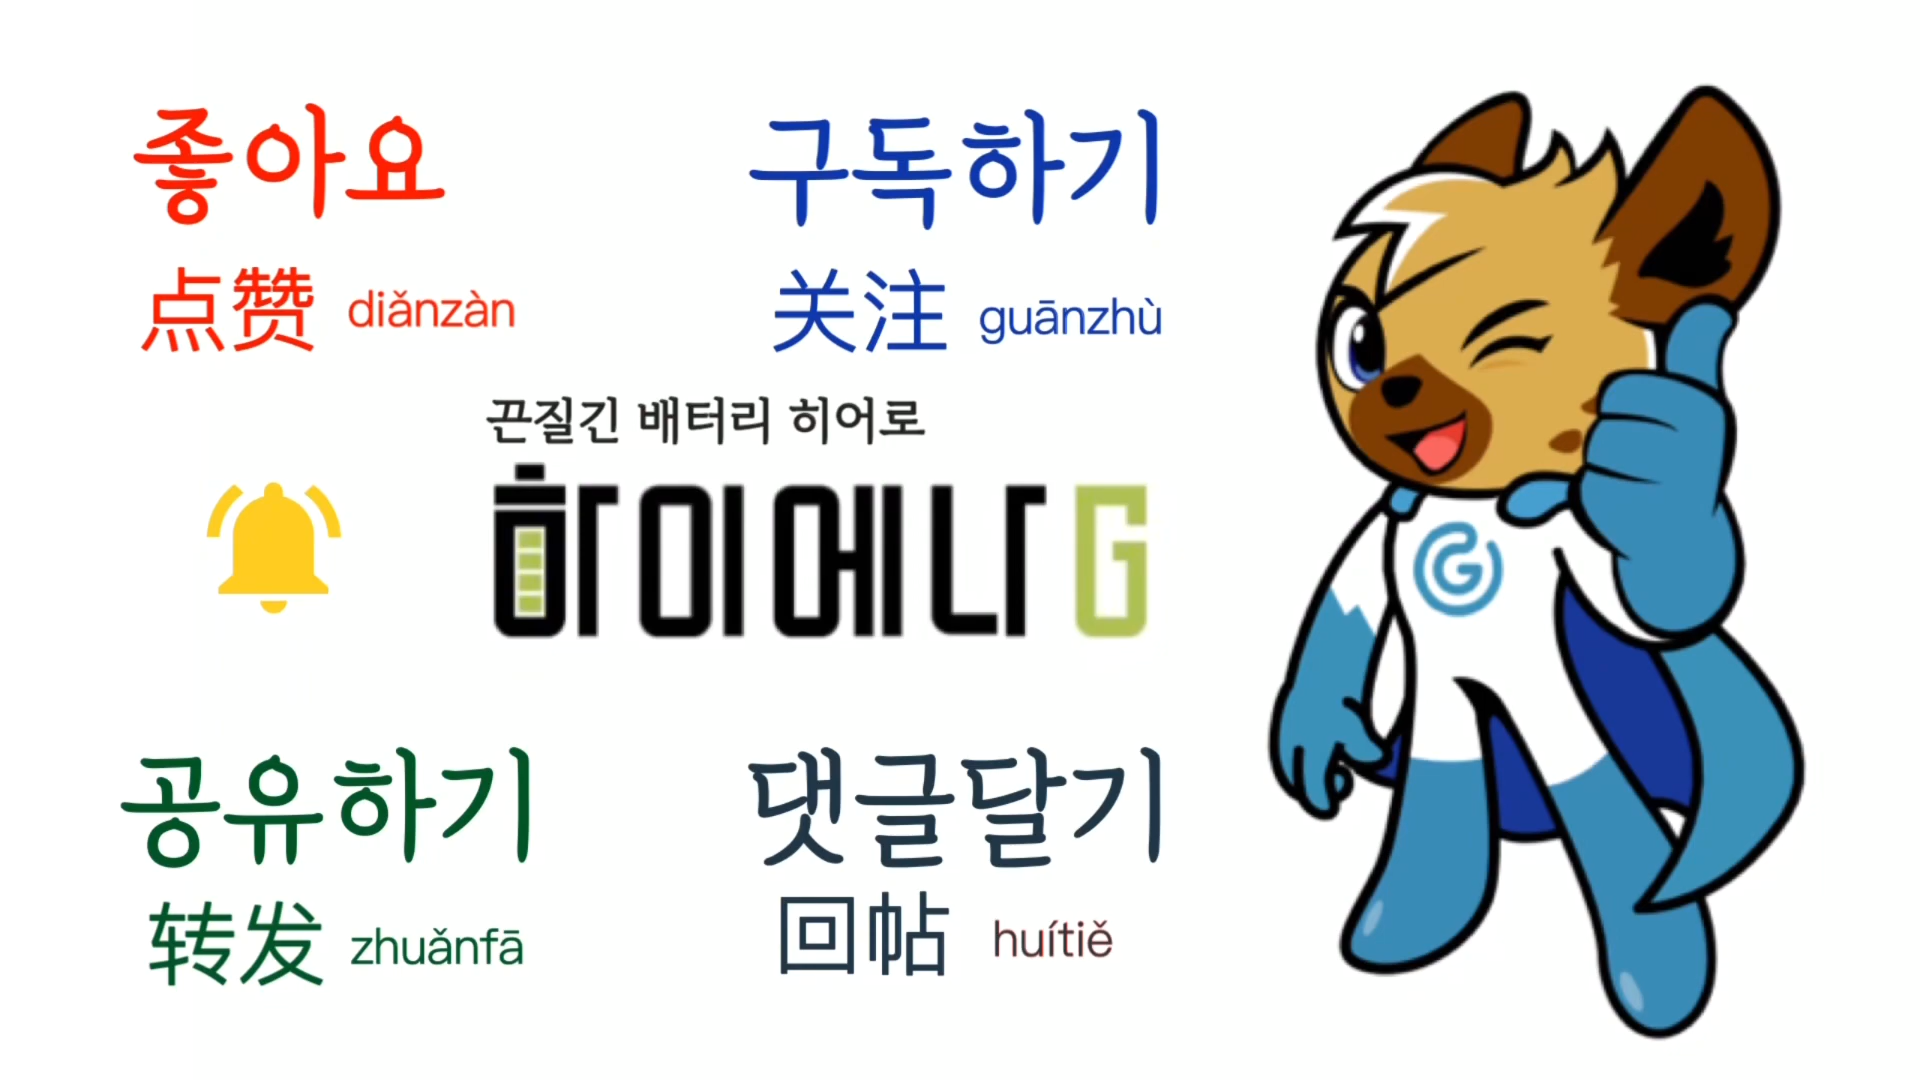 좋아요
点赞 diǎnzàn
구독하기
关注 guānzhù
끈질긴 배터리 히어로
하이에나G
G
공유하기
转发 zhuǎnfā
댓글달기
回帖 huítiě